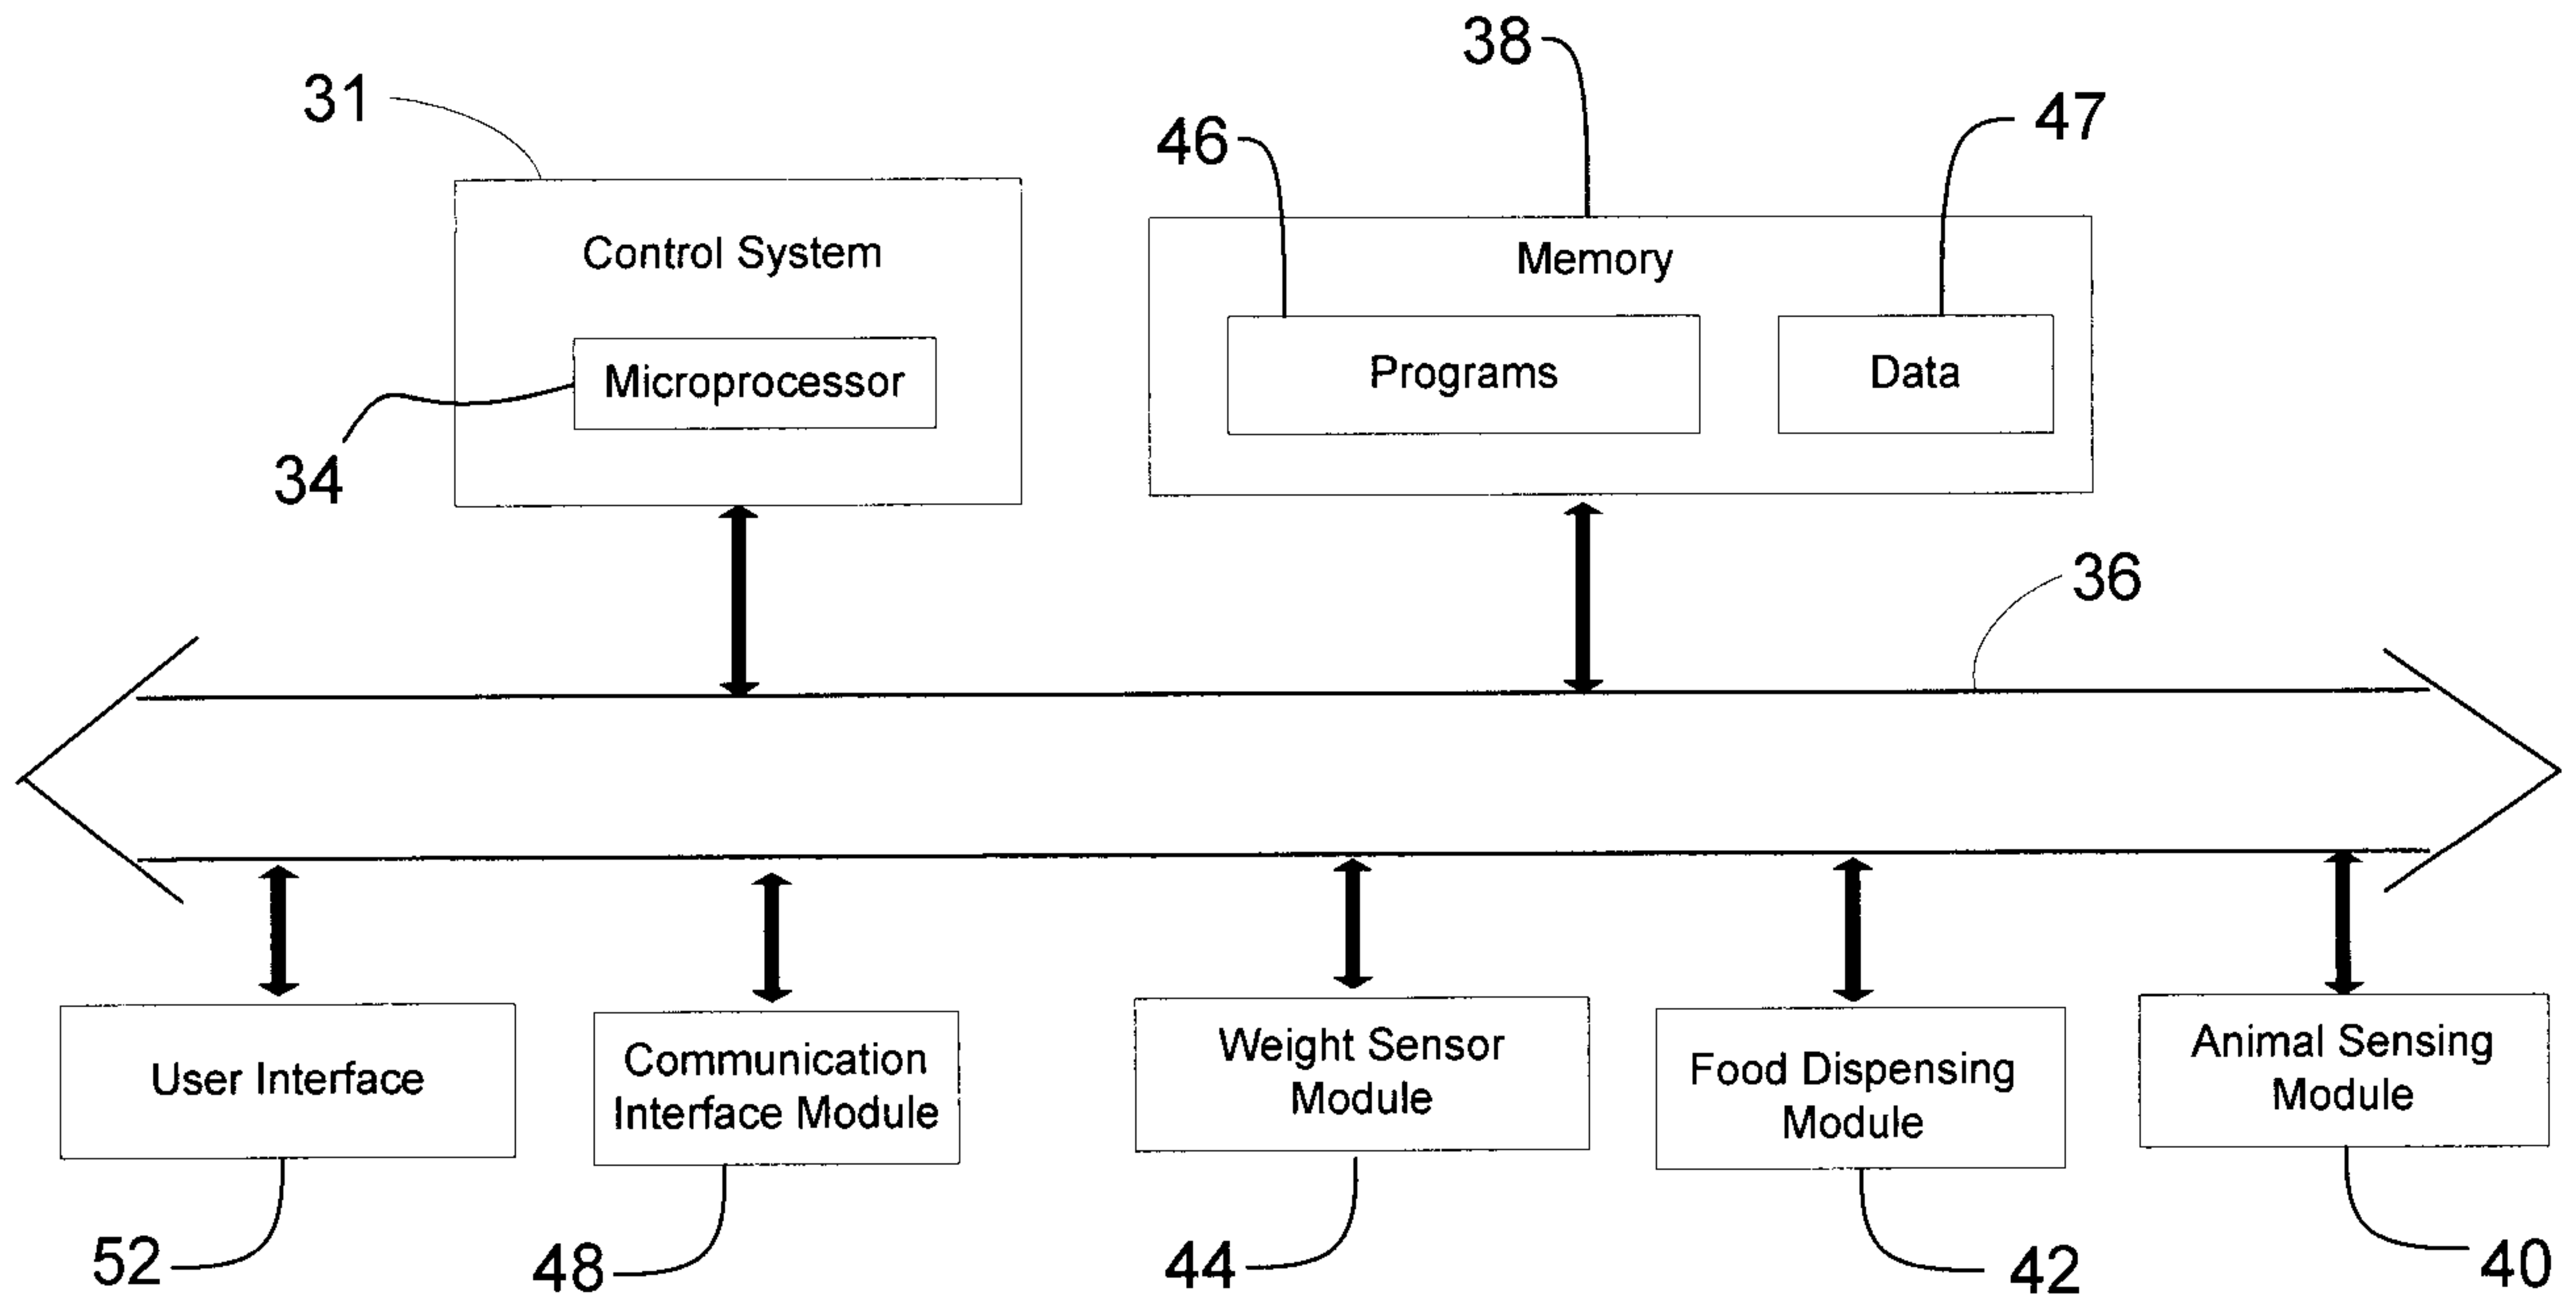 38
31
46
47
Control System
Memory
Microprocessor
Programs
Data
34
36
User Interface
Communication
Interface Module
Weight Sensor
Module
Food Dispensing
Module
Animal Sensing
Module
52
48
44
42
40